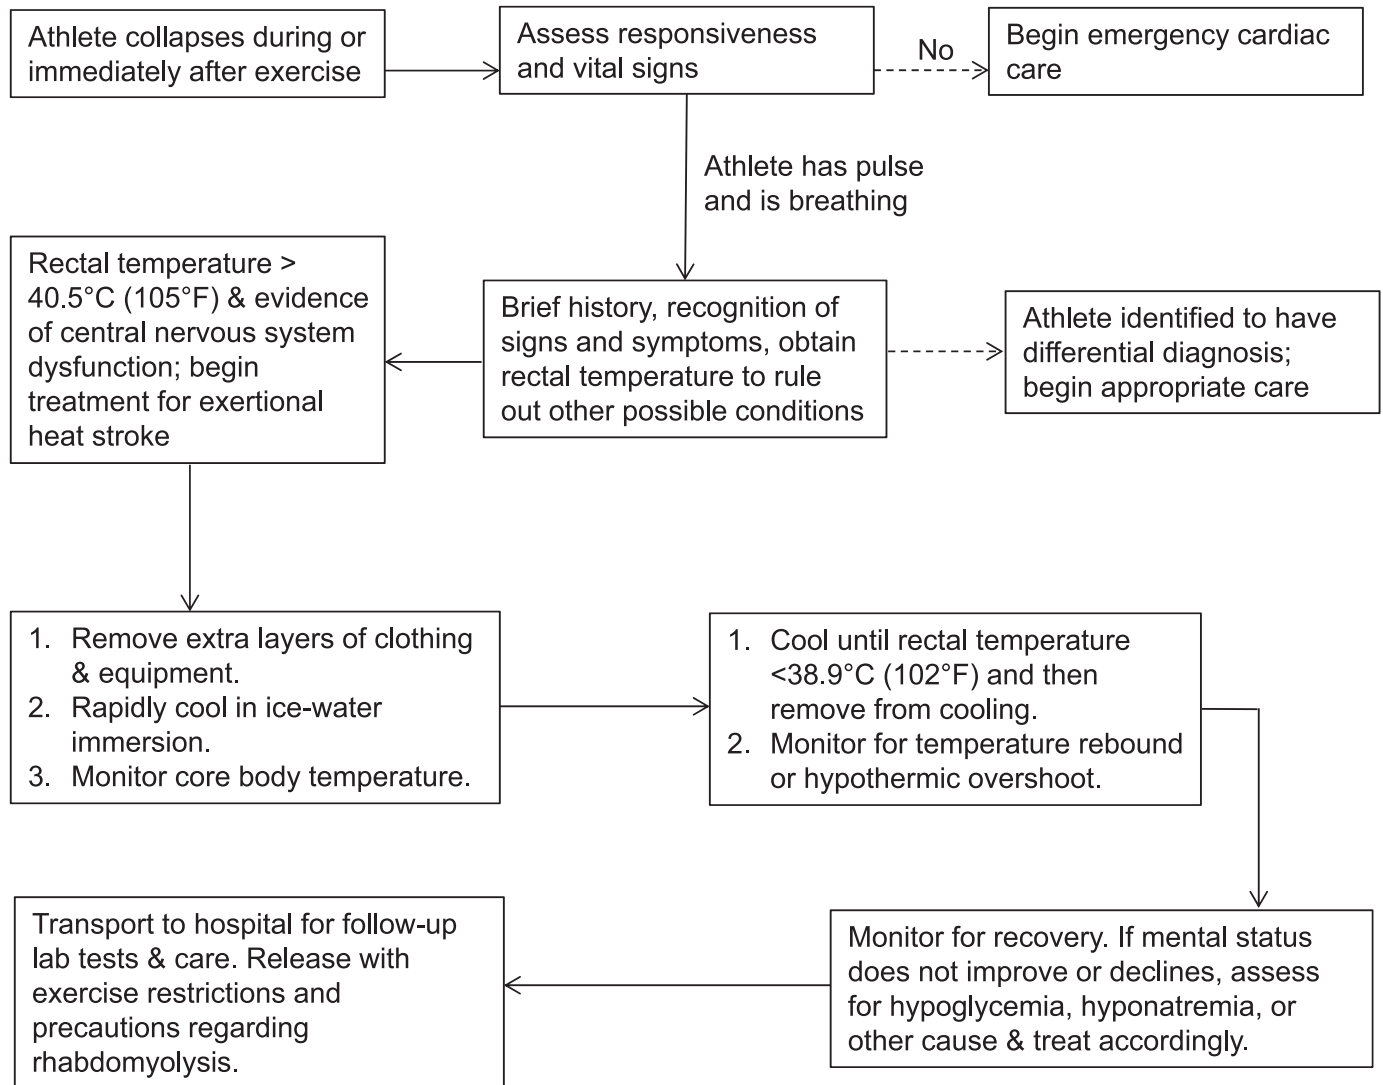 Athlete collapses during or
immediately after exercise
Assess responsiveness
and vital signs
No
Begin emergency cardiac
care
Athlete has pulse
and is breathing
Rectal temperature >
40.5°C (105°F) & evidence
of central nervous system
dysfunction; begin
treatment for exertional
heat stroke
Brief history, recognition of
signs and symptoms, obtain
rectal temperature to rule
out other possible conditions
Athlete identified to have
differential diagnosis;
begin appropriate care
1. Remove extra layers of clothing
& equipment.
2. Rapidly cool in ice-water
immersion.
3. Monitor core body temperature.
1. Cool until rectal temperature
<38.9°C (102°F) and then
remove from cooling.
2. Monitor for temperature rebound
or hypothermic overshoot.
Monitor for recovery. If mental status
does not improve or declines, assess
for hypoglycemia, hyponatremia, or
other cause & treat accordingly.
Transport to hospital for follow-up
lab tests & care. Release with
exercise restrictions and
precautions regarding
rhabdomyolysis.